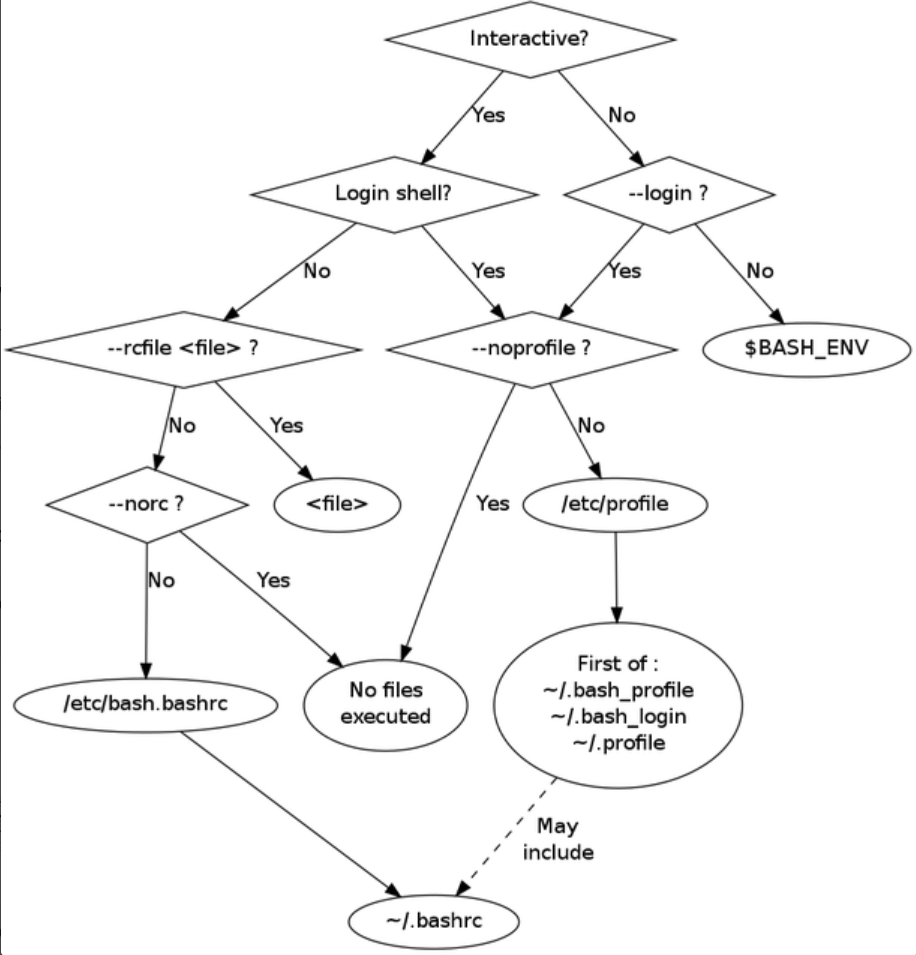 Interactive?
Yes
No
Login shell?
--login ?
No
Yes
Yes
No
--rcfile <file> ?
--noprofile ?
$BASH_ENV
No
Yes
No
--norc ?
<file>
Yes
/etc/profile
No
Yes
/etc/bash.bashrc
No files
executed
First of :
~/.bash_profile
~/.bash_login
~/.profile
May
include
~/.bashrc